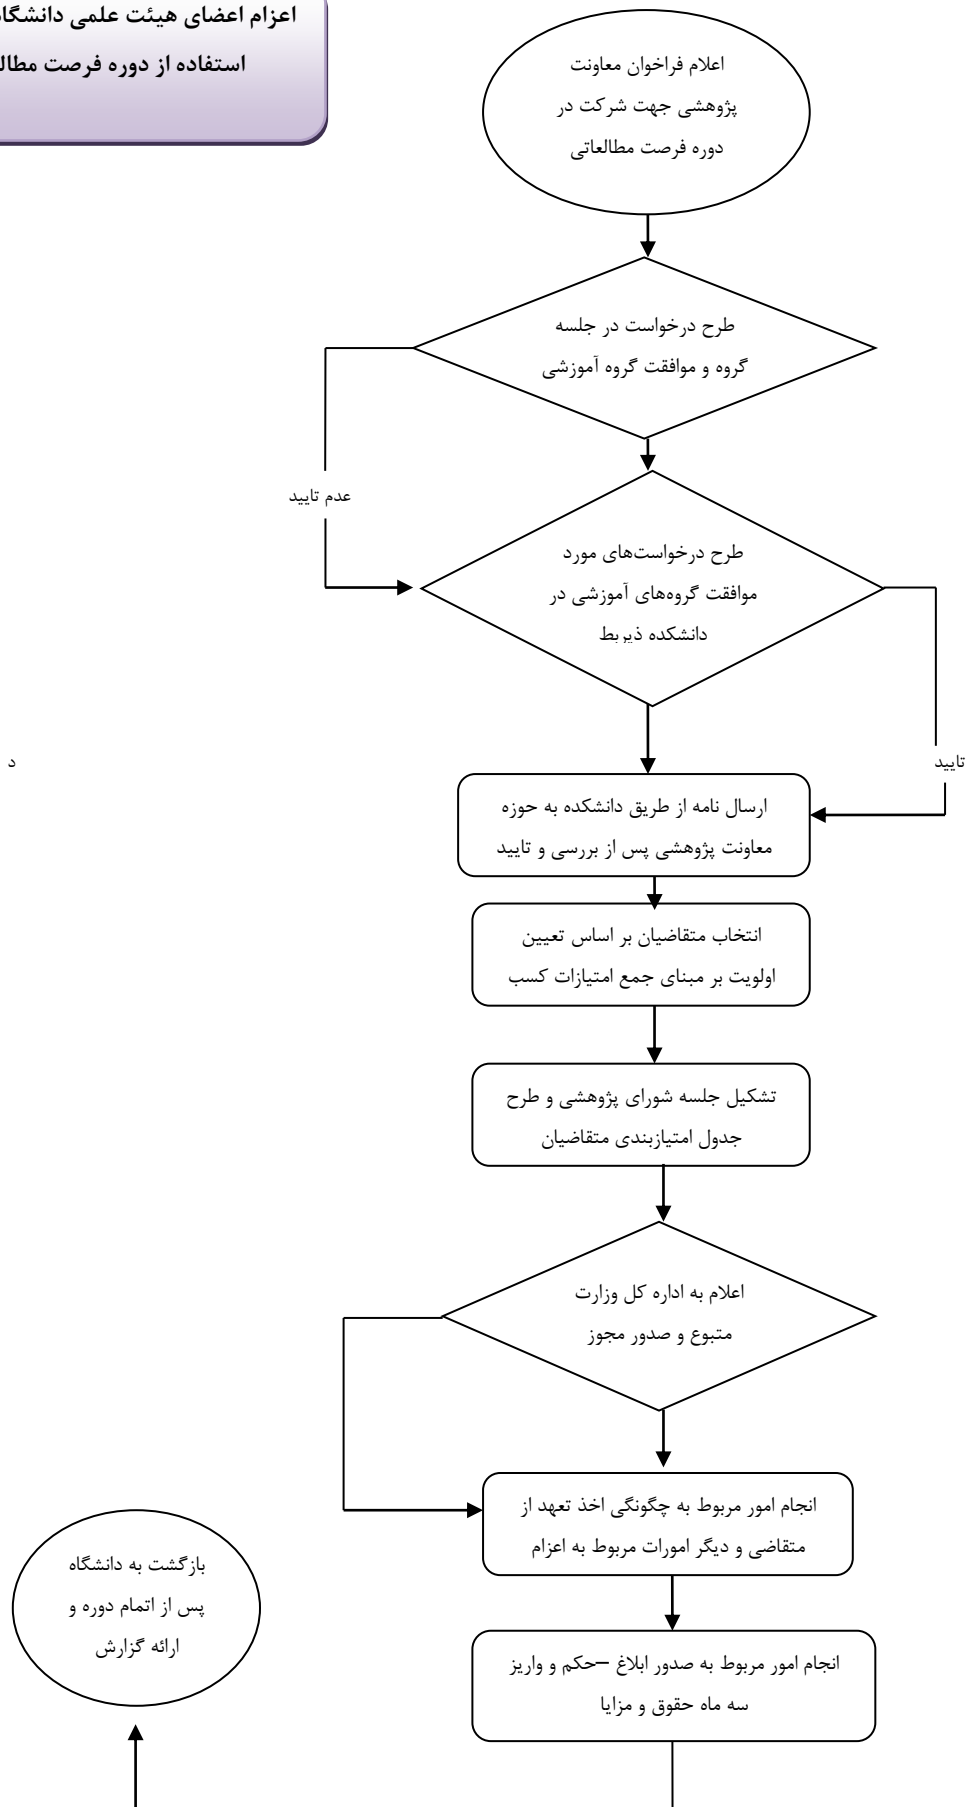 اعزام اعضای هیئت علمی
استفاده از دوره فرصت
اعلام فراخوان معاونت
پژوهشی جهت شرکت در
دوره فرصت مطالعاتی
طرح درخواست در جلسه
گروه و موافقت گروه آموزشی
عدم تایید
طرح درخواست‌های مورد
موافقت گروه‌های آموزشی در
دانشکده ذیربط
تایید
د
ارسال نامه از طریق دانشکده به حوزه
معاونت پژوهشی پس از بررسی و تایید
انتخاب متقاضیان بر اساس تعیین
اولویت بر مبنای جمع امتیازات کسب
تشکیل جلسه شورای پژوهشی و طرح
جدول امتیازبندی متقاضیان
اعلام به اداره کل وزارت
متبوع و صدور مجوز
انجام امور مربوط به چگونگی اخذ تعهد از
متقاضی و دیگر امورات مربوط به اعزام
انجام امور مربوط به صدور ابلاغ –حکم و واریز
سه ماه حقوق و مزایا
بازگشت به دانشگاه
پس از اتمام دوره و
ارائه گزارش